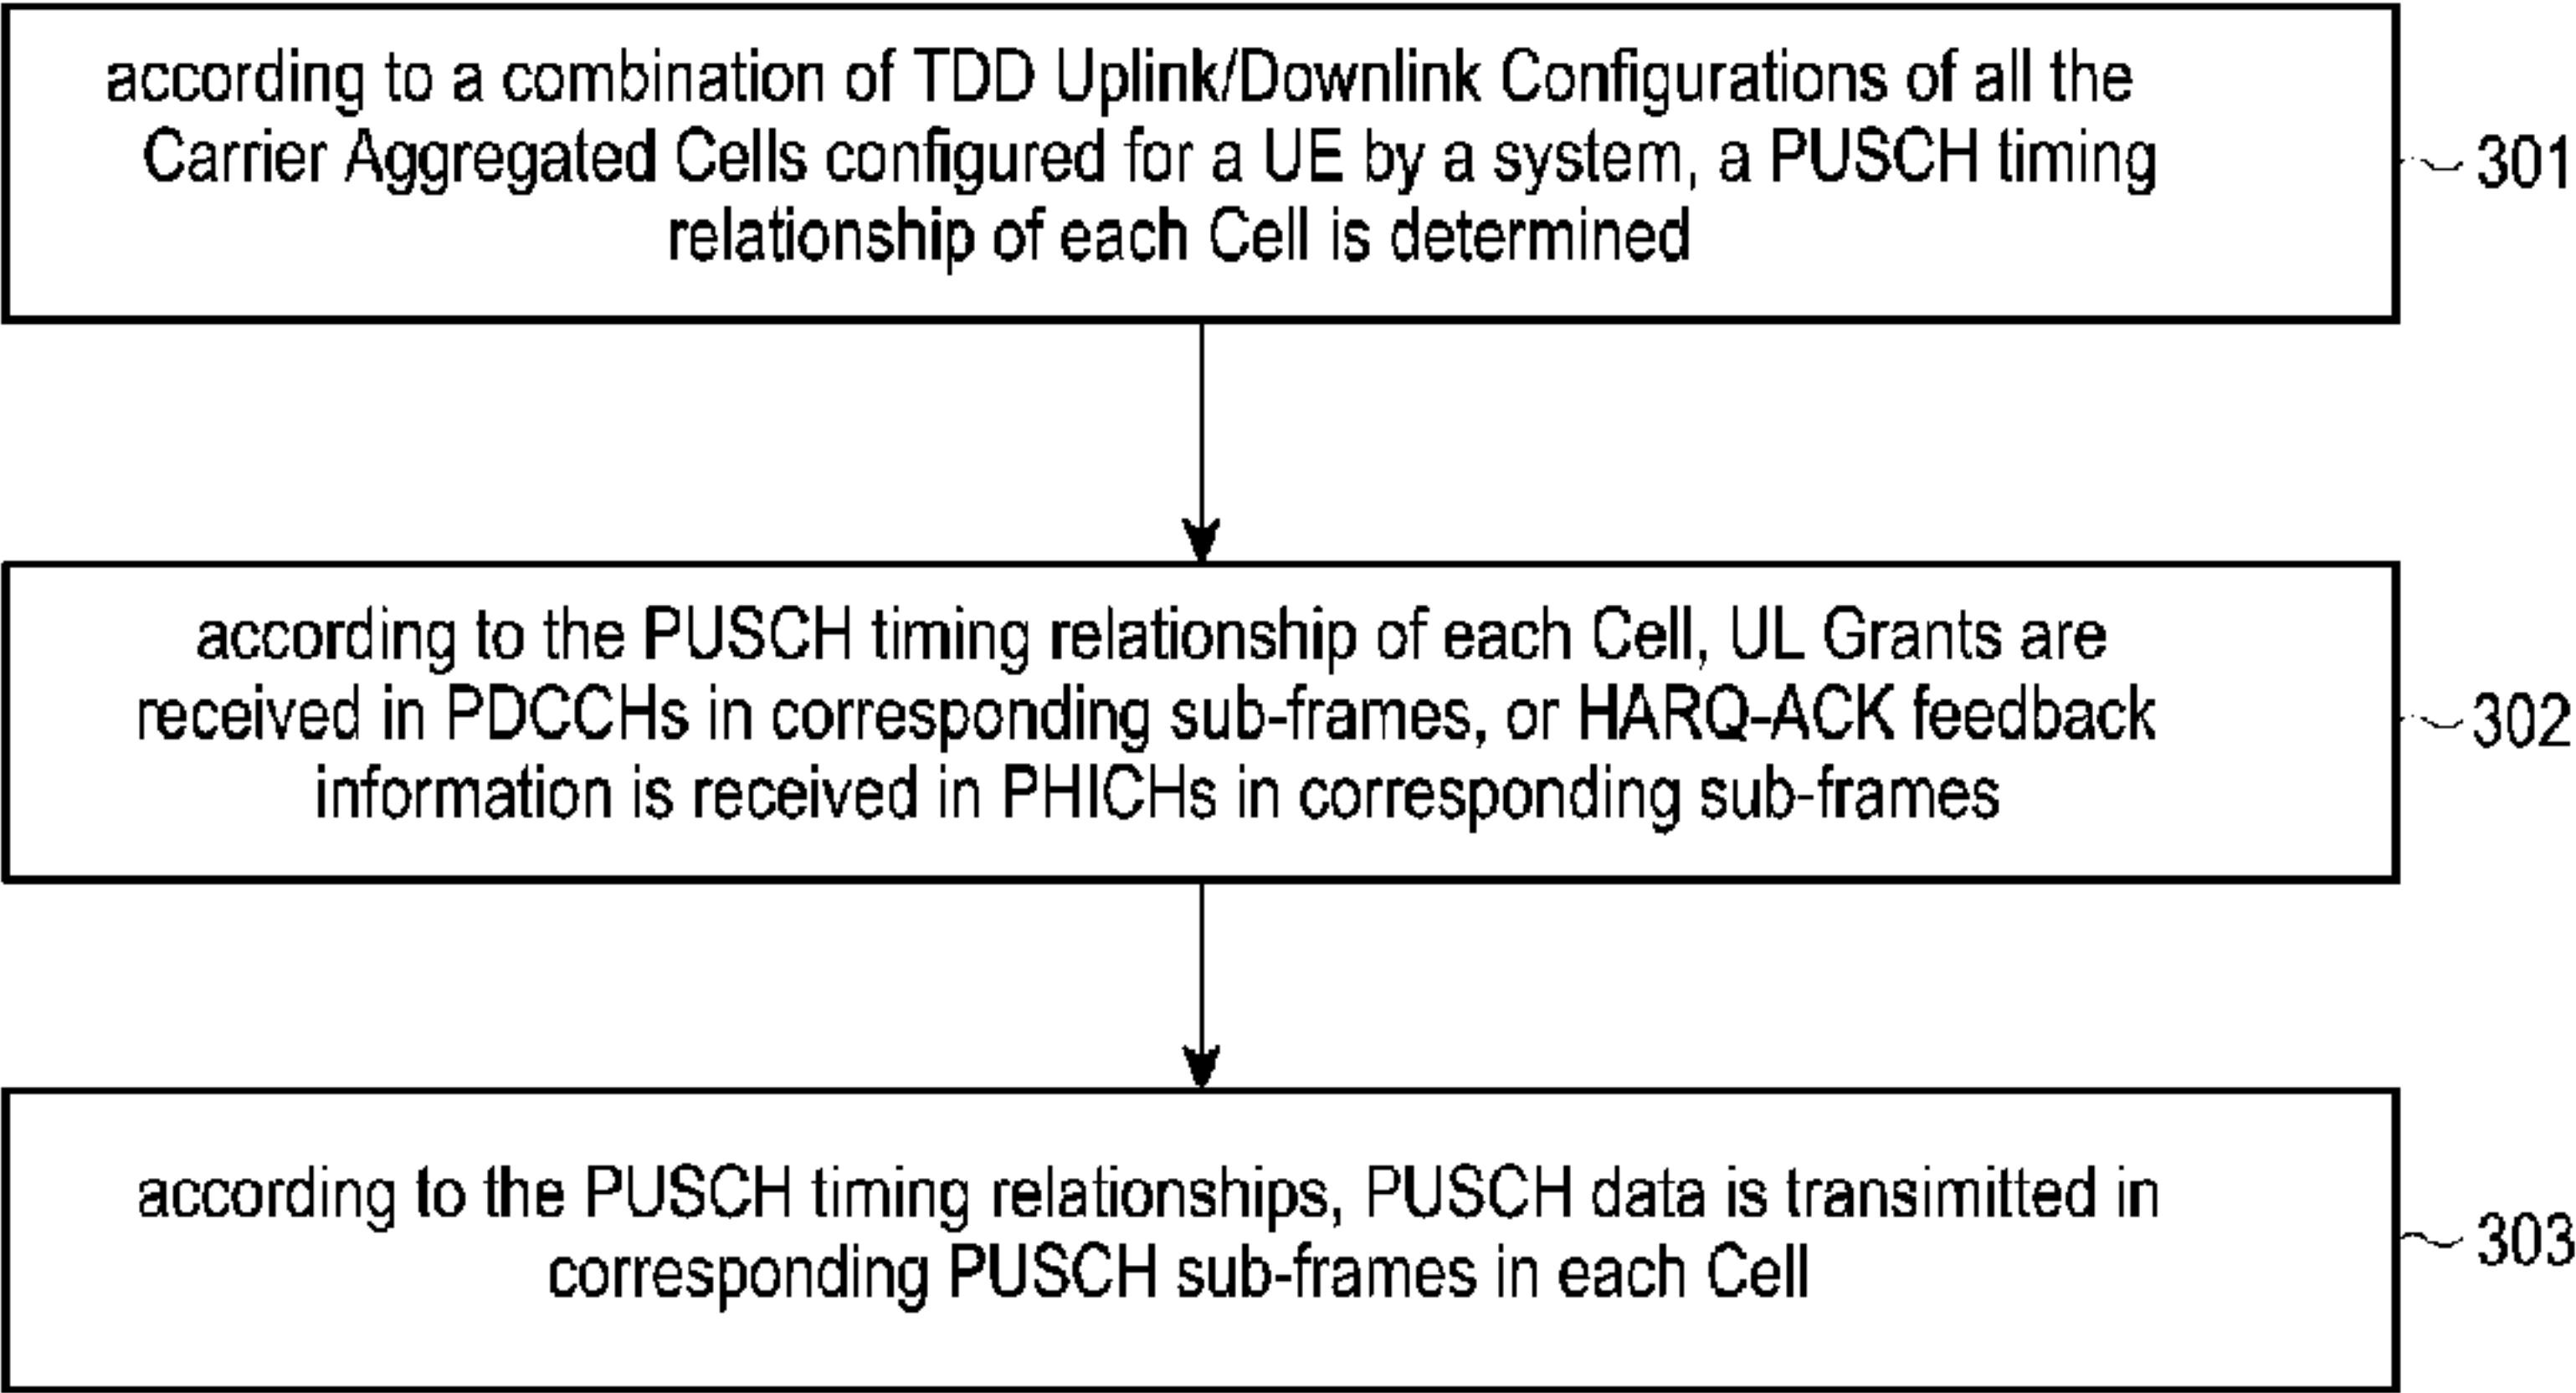 according to a combination of TDD Uplink/Downlink Configurations of all the
Carrier Aggregated Cells configured for a UE by a system, a PUSCH timing
relationship of each Cell is determined
301
according to the PUSCH timing relationship of each Cell, UL Grants are
received in PDCCHs in corresponding sub-frames, or HARQ-ACK feedback
information is received in PHICHs in corresponding sub-frames
302
according to the PUSCH timing relationships, PUSCH data is transimitted in
corresponding PUSCH sub-frames in each Cell
303